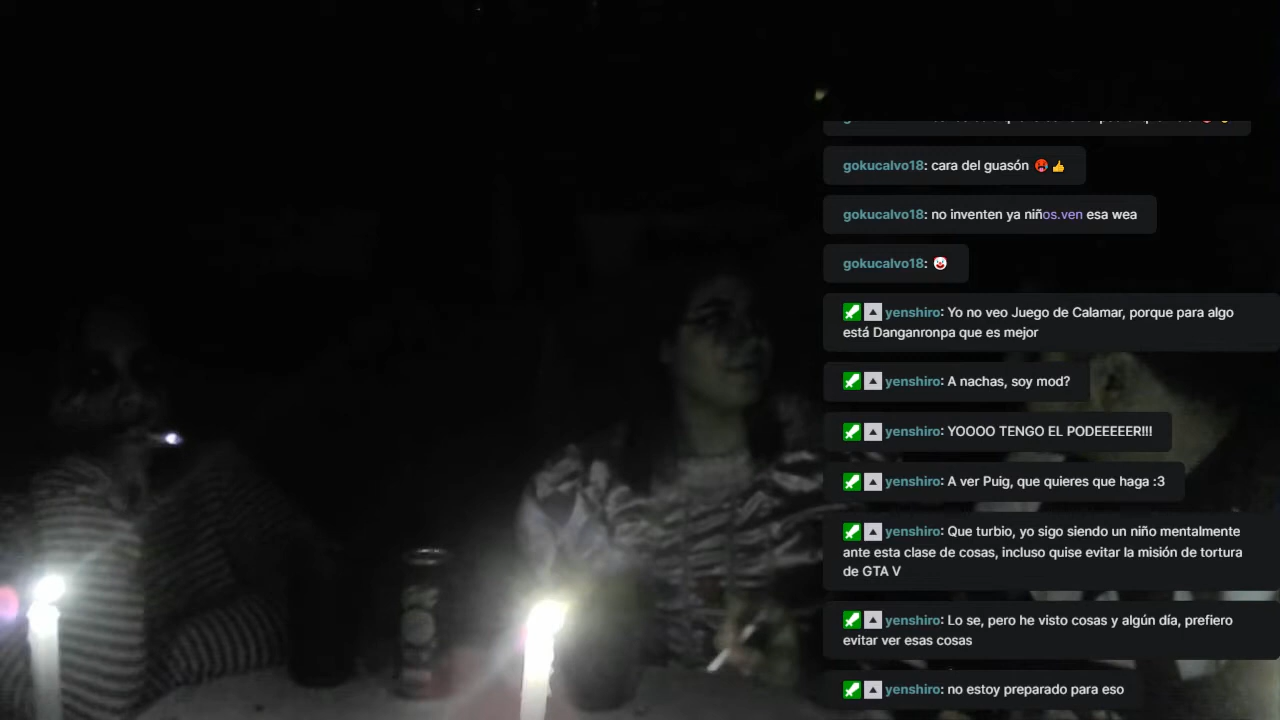 gokucalvo18: cara del guasón 👍
gokucalvo18: no inventen ya niños.ven esa wea
gokucalvo18: 🤡
yenshiro: Yo no veo Juego de Calamar, porque para algo
está Danganronpa que es mejor
yenshiro: A nachas, soy mod?
yenshiro: YOOOO TENGO EL PODEEEEER!!!
yenshiro: A ver Puig, que quieres que haga :3
yenshiro: Que turbio, yo sigo siendo un niño mentalmente
ante esta clase de cosas, incluso quise evitar la misión de tortura
de GTA V
yenshiro: Lo se, pero he visto cosas y algún día, prefiero
evitar ver esas cosas
yenshiro: no estoy preparado para eso